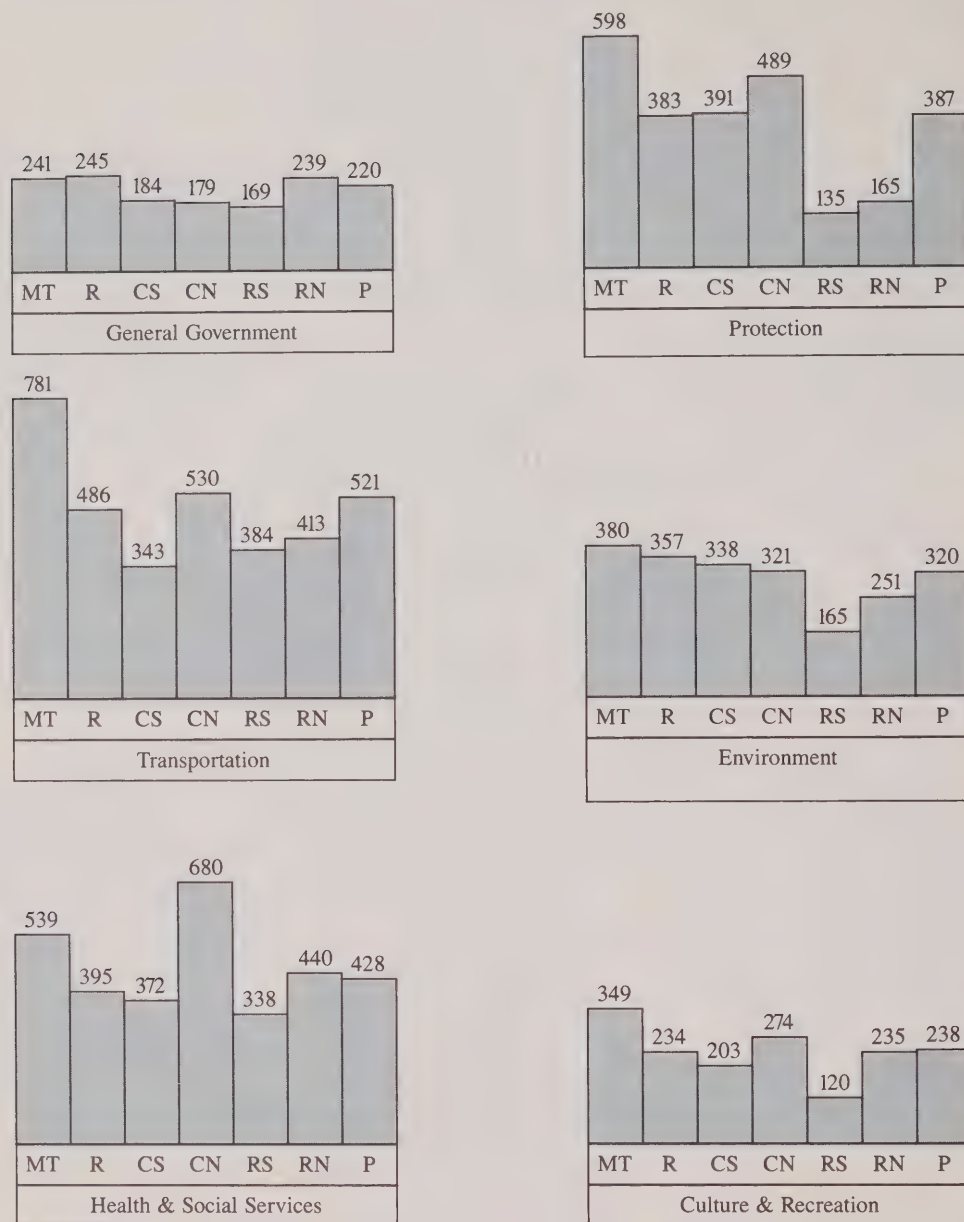 241 245 184 179 169 239 220
MT R CS CN RS RN P
General Government
598 383 391 489 135 165 387
MT R CS CN RS RN P
Protection
781 486 343 530 384 413 521
MT R CS CN RS RN P
Transportation
380 357 338 321 165 251 320
MT R CS CN RS RN P
Environment
539 395 372 680 338 440 428
MT R CS CN RS RN P
Health & Social Services
349 234 203 274 120 235 238
MT R CS CN RS RN P
Culture & Recreation